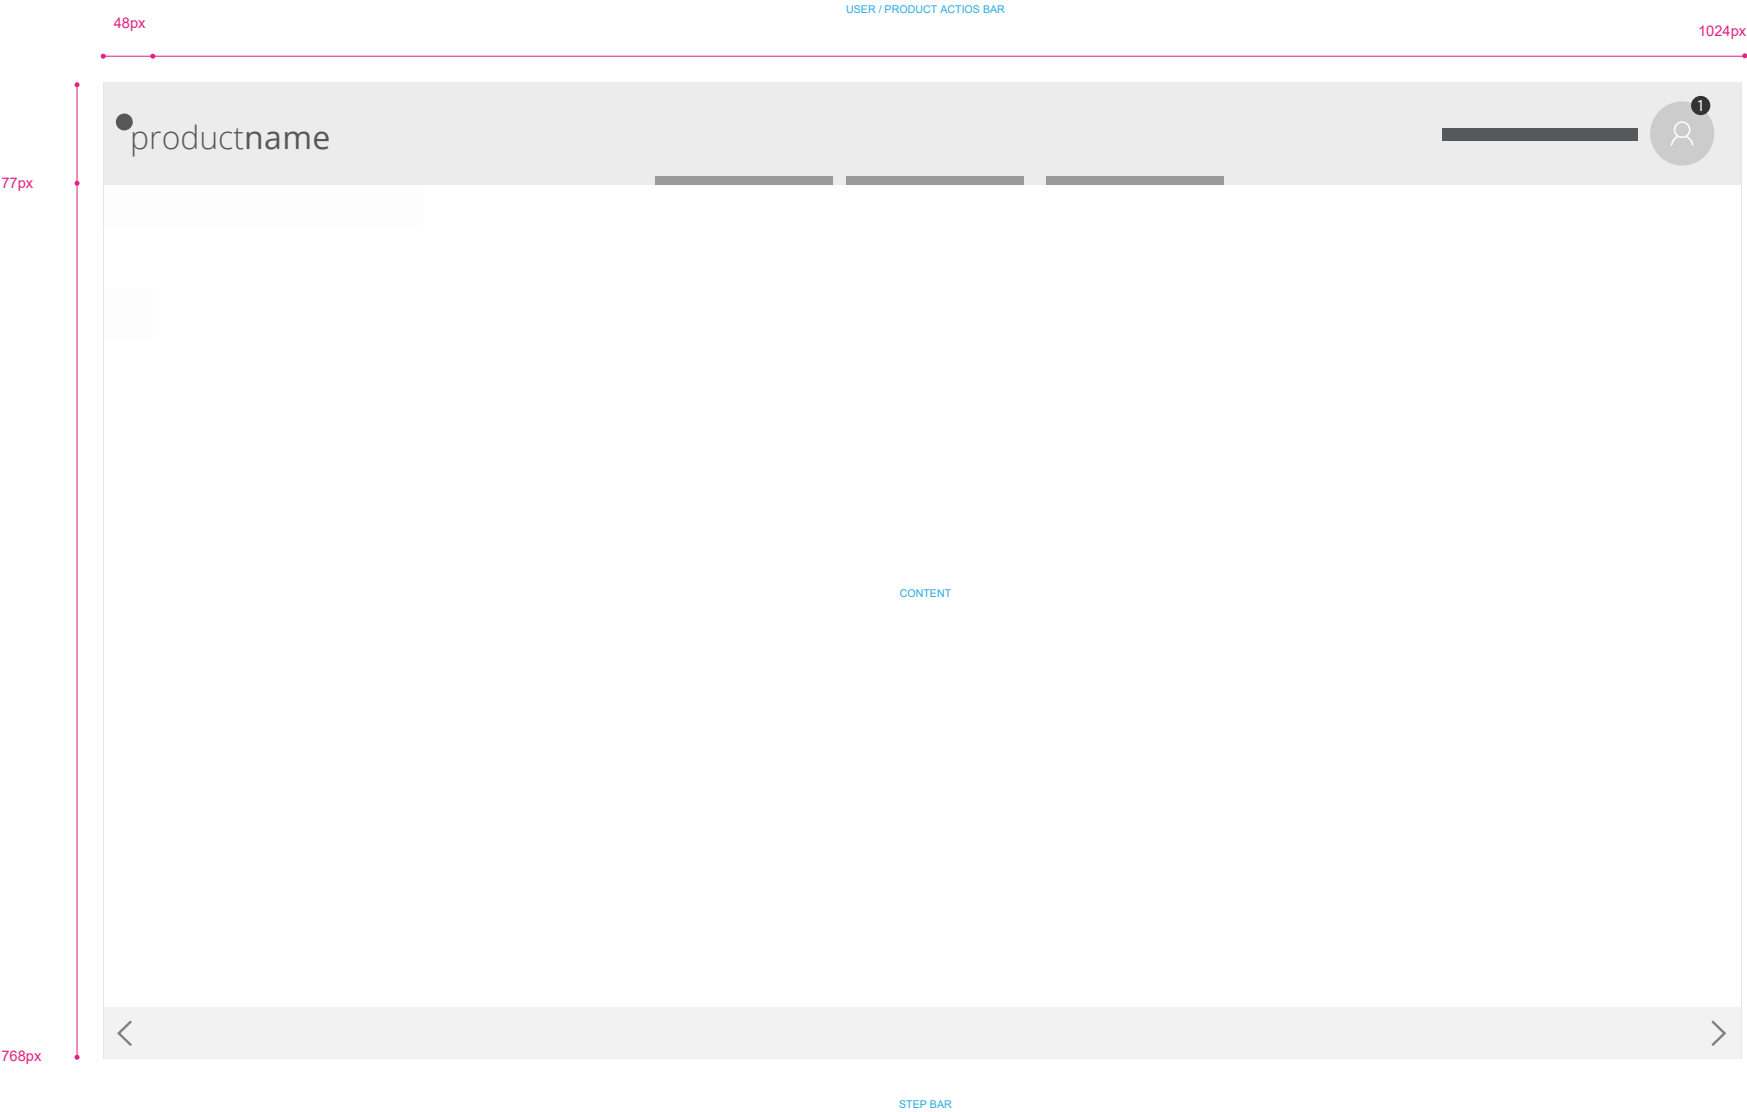 USER / PRODUCT ACTIOS BAR
48px
1024px
1
productname
77px
CONTENT
768px
STEP BAR